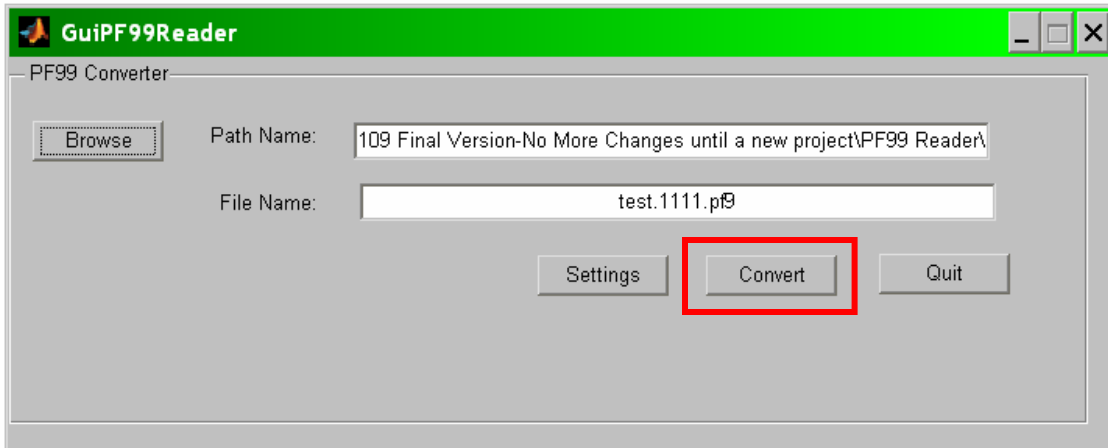 GuiPF99Reader
PF99 Converter
Browse
Path Name:
109 Final Version-No More Changes until a new project\PF99 Reader\
File Name:
test.1111.pf9
Settings
Convert
Quit